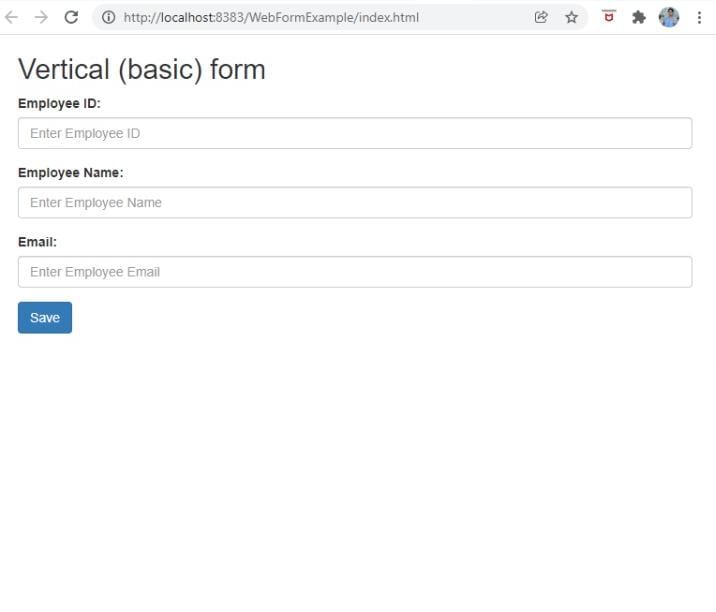 http://localhost:8383/WebFormExample/index.html
Vertical (basic) form
Employee ID:
Enter Employee ID
Employee Name:
Enter Employee Name
Email:
Enter Employee Email
Save